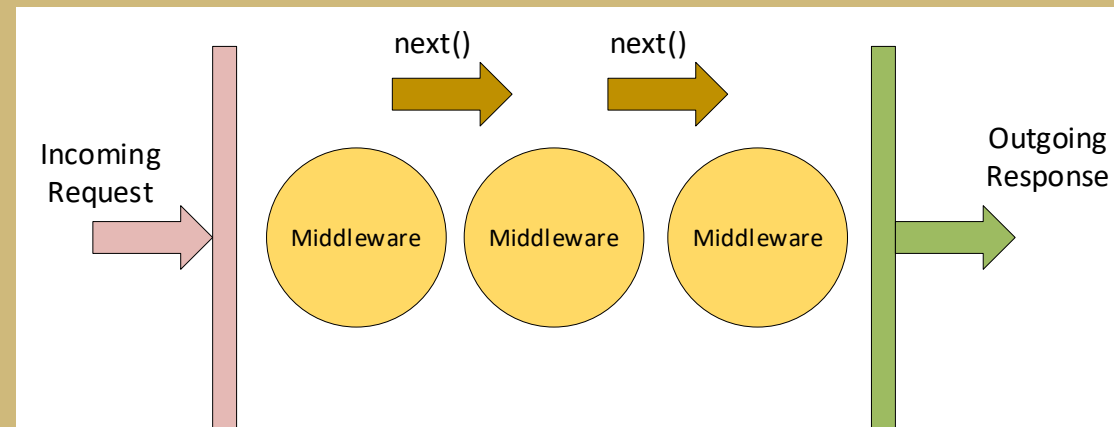 next()
next()
Incoming
Request
Middleware
Middleware
Middleware
Outgoing
Response